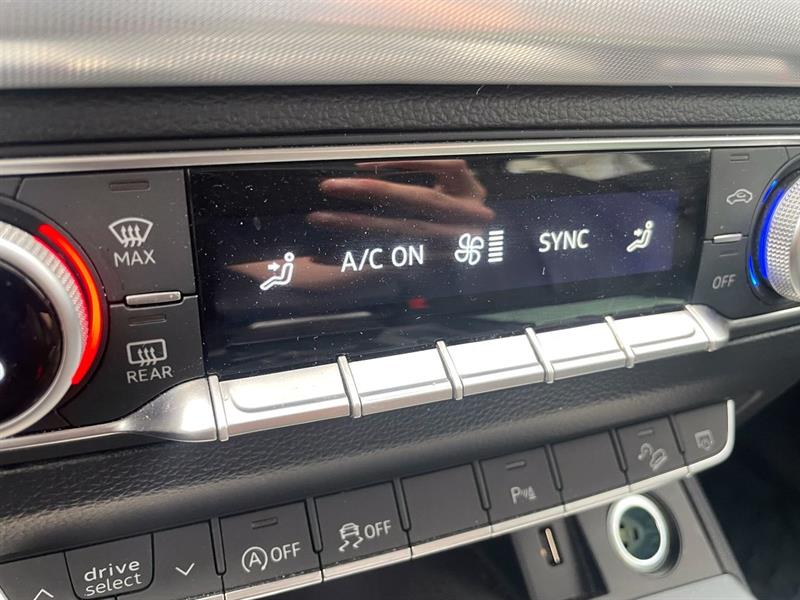 MAX
A/C ON
SYNC
OFF
REAR
drive
select
A OFF
OFF
P